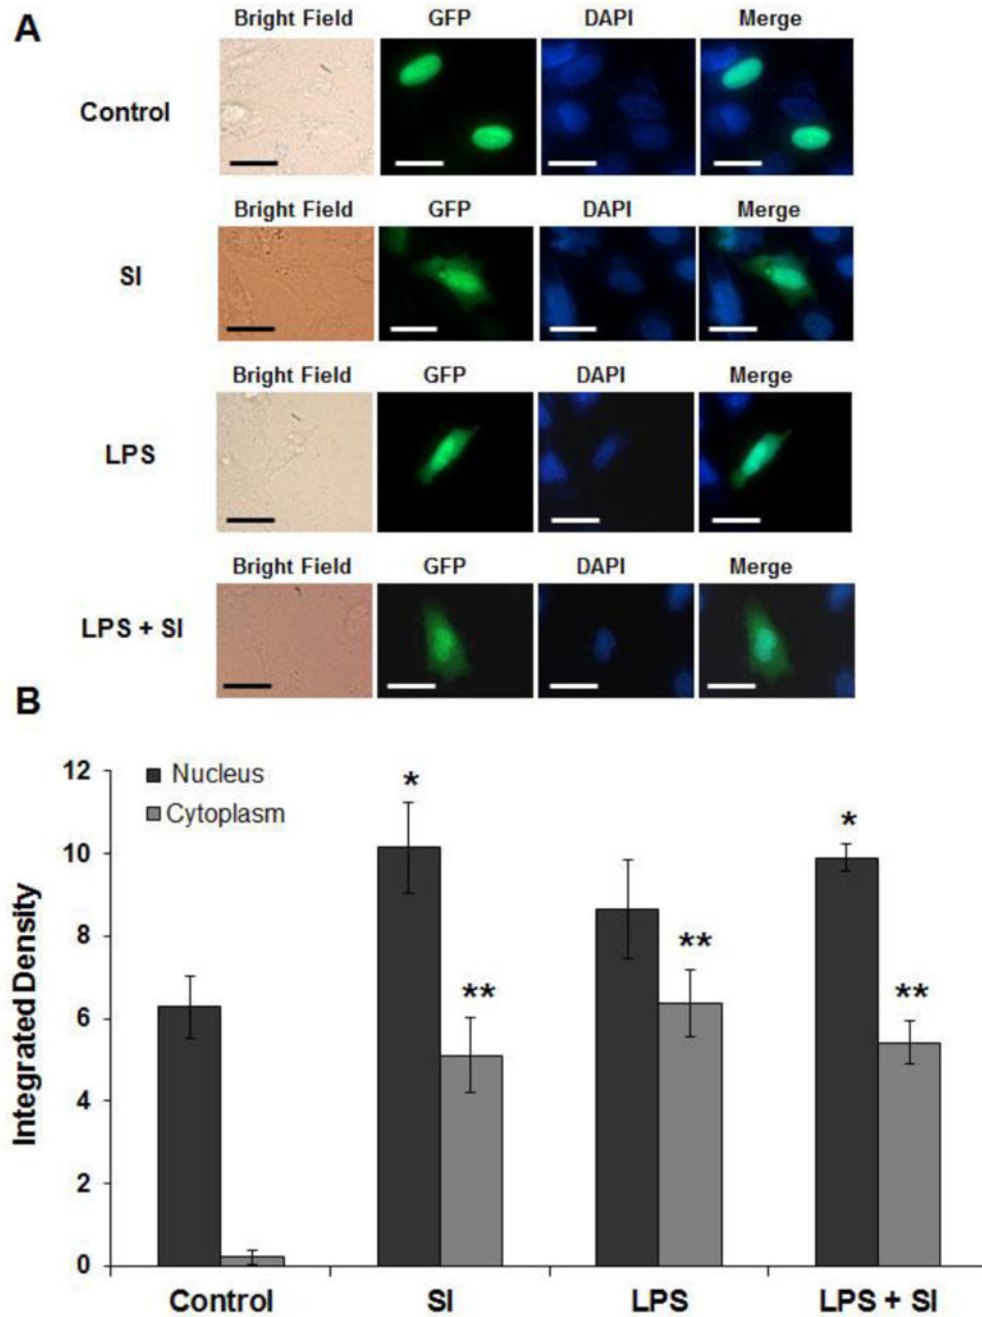 A
Bright Field GFP DAPI Merge
Control
Bright Field GFP DAPI Merge
SI
Bright Field GFP DAPI Merge
LPS
Bright Field GFP DAPI Merge
LPS + SI
B
Nucleus
Cytoplasm
Integrated Density
12
10
8
6
4
2
0
*
**
**
*
**
Control SI LPS LPS + SI